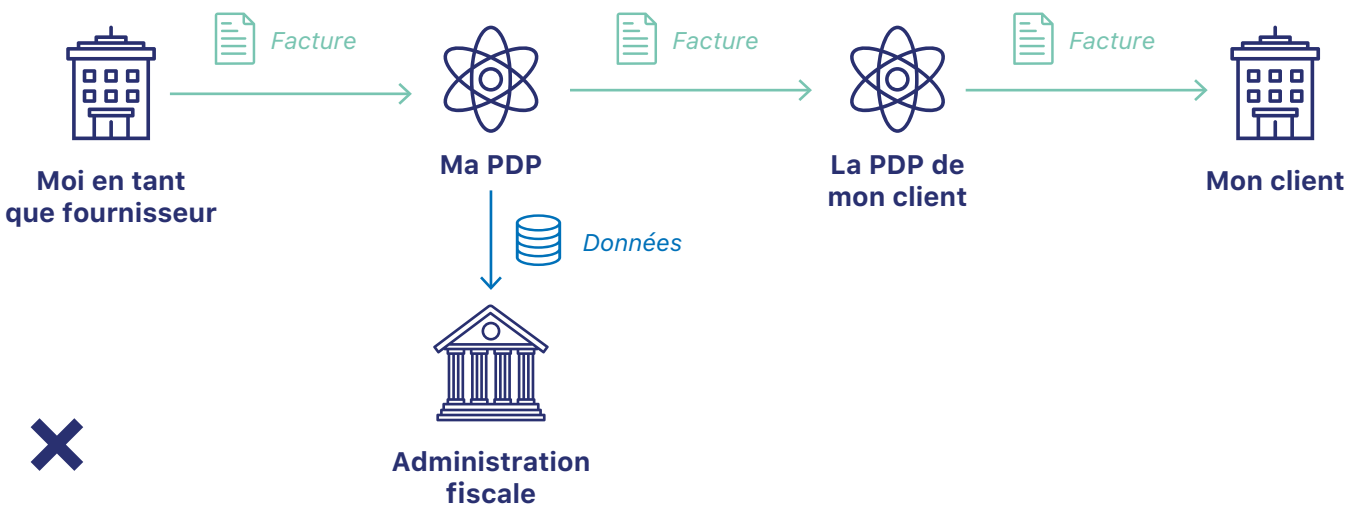 Facture
Facture
Facture
Moi en tant
que fournisseur
Ma PDP
La PDP de
mon client
Mon client
Données
Administration
fiscale